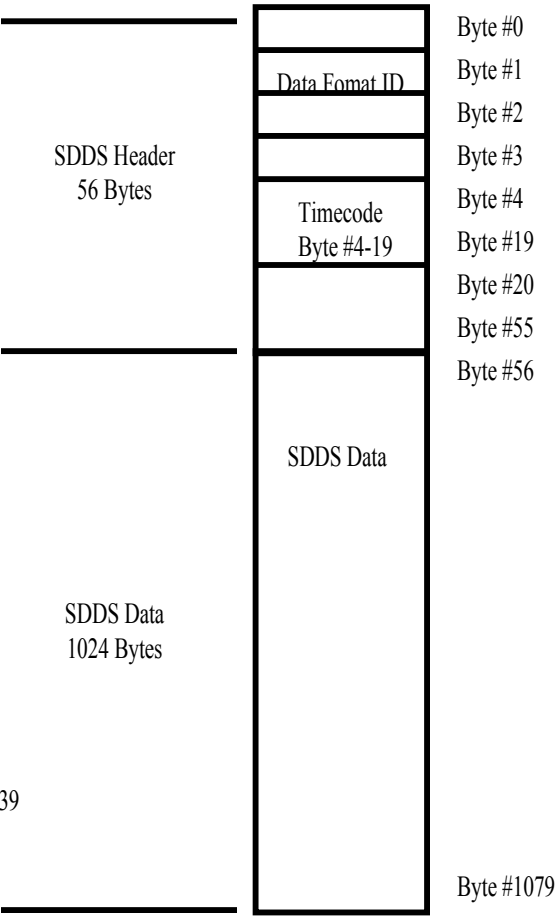 Byte #0
Data Fomat ID
Byte #1
Byte #2
SDDS Header
56 Bytes
Byte #3
Timecode
Byte #4-19
Byte #4
Byte #19
Byte #20
Byte #55
Byte #56
SDDS Data
SDDS Data
1024 Bytes
39
Byte #1079